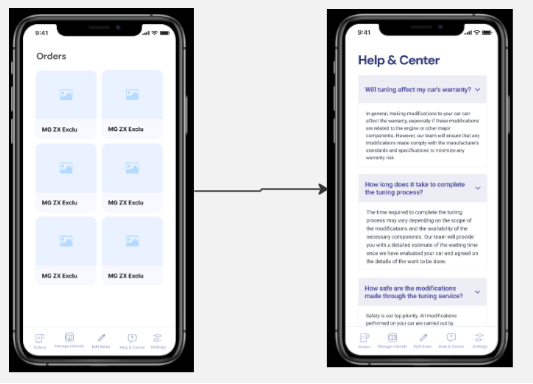 9:41
Orders
MG ZX Exclu
MG ZX Exclu
MG ZX Exclu
MG ZX Exclu
MG ZX Exclu
MG ZX Exclu
Orders
Manage refunds
Add Items
Help & Center
Settings
9:41
Help & Center
Will tuning affect my car's warranty?
In general, making modifications to your car can
affect the warranty, especially if these modifications
are related to the engine or other major
components. However, our team will ensure that any
modifications made comply with the manufacturer's
standards and specifications to minimize any
warranty risk.
How long does it take to complete
the tuning process?
The time required to complete the tuning
process may vary depending on the scope of
the modifications and the availability of the
necessary components. Our team will provide
you with a detailed estimate of the waiting time
once we have evaluated your car and agreed on
the details of the work to be done.
How safe are the modifications
made through the tuning service?
Safety is our top priority. All modifications
performed on your car are carried out by
Orders
Manage refunds
Add Items
Help & Center
Settings